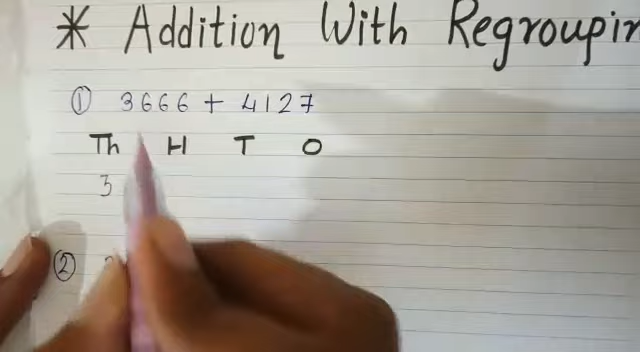 * Addition With Regroupin
① 3666 + 4127
Th H T O
3
②